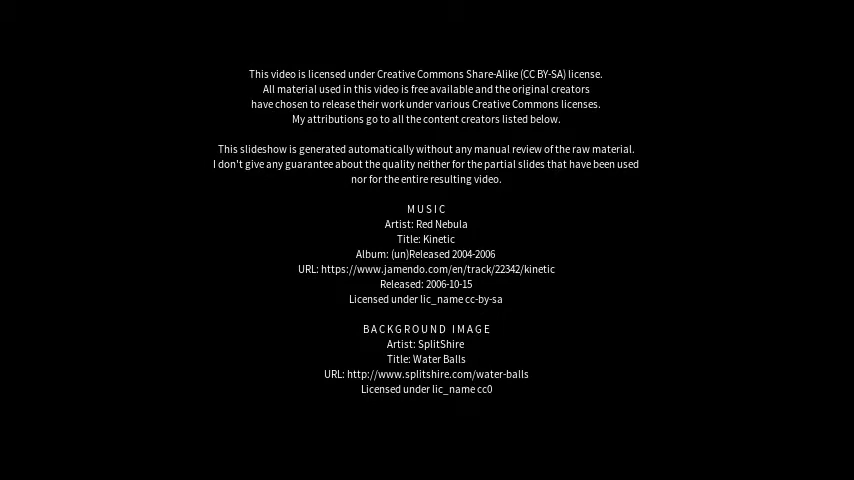 This video is licensed under Creative Commons Share-Alike (CC BY-SA) license.
All material used in this video is free available and the original creators
have chosen to release their work under various Creative Commons licenses.
My attributions go to all the content creators listed below.
This slideshow is generated automatically without any manual review of the raw material.
I don't give any guarantee about the quality neither for the partial slides that have been used
nor for the entire resulting video.
MUSIC
Artist: Red Nebula
Title: Kinetic
Album: (un)Released 2004-2006
URL: https://www.jamendo.com/en/track/22342/kinetic
Released: 2006-10-15
Licensed under lic_name cc-by-sa
BACKGROUND IMAGE
Artist: SplitShire
Title: Water Balls
URL: http://www.splitshire.com/water-balls
Licensed under lic_name cc0